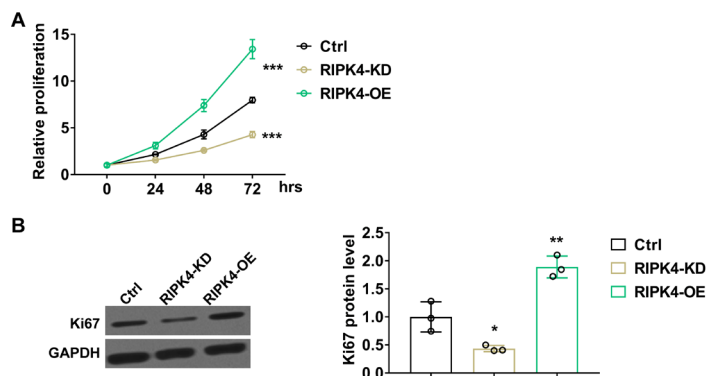 A
Relative proliferation
15
10
5
0
0 24 48 72 hrs
Ctrl
RIPK4-KD
RIPK4-OE
***
***
B
Ctrl RIPK4-KD RIPK4-OE
Ki67
GAPDH
Ki67 protein level
2.5
2.0
1.5
1.0
0.5
0.0
*
**
Ctrl
RIPK4-KD
RIPK4-OE